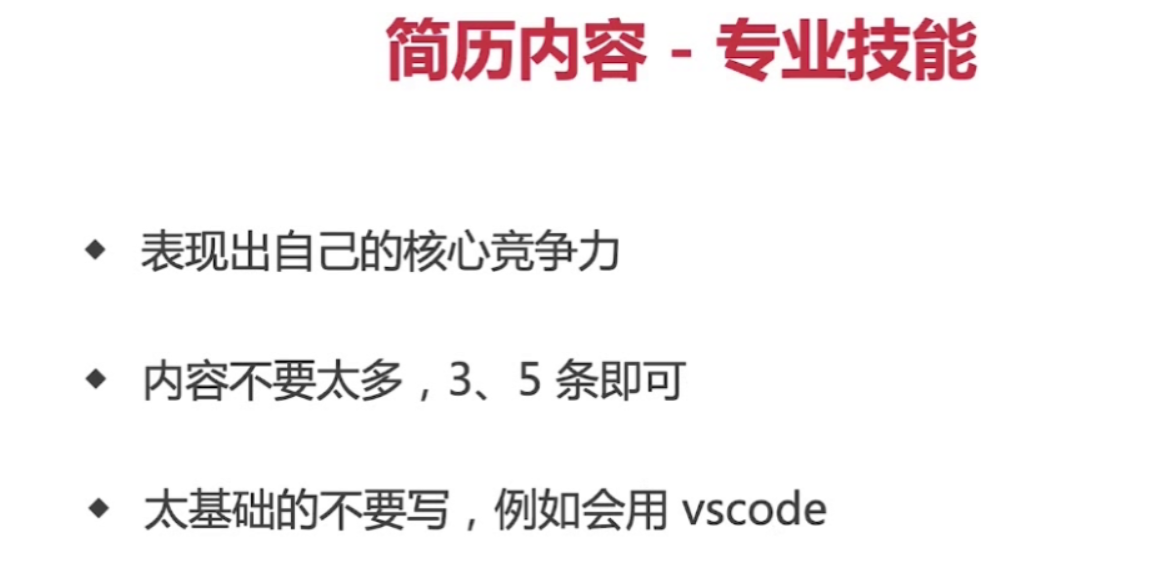 简历内容 - 专业技能
◆ 表现出自己的核心竞争力
◆ 内容不要太多，3、5 条即可
◆ 太基础的不要写，例如会用 vscode